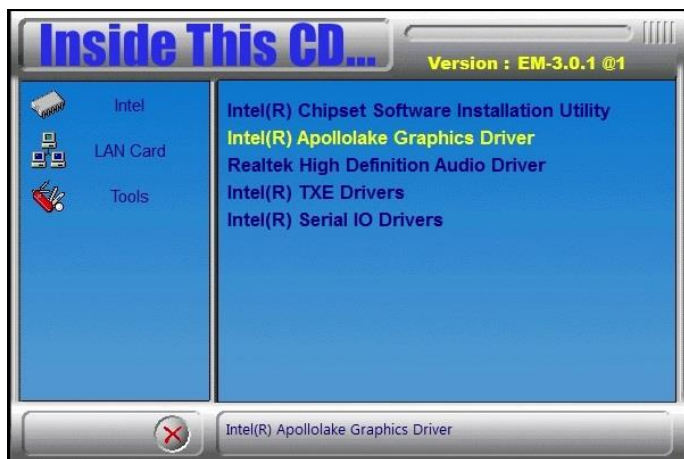 Inside This CD...
Version : EM-3.0.1 @1
Intel
LAN Card
Tools
Intel(R) Chipset Software Installation Utility
Intel(R) Apollolake Graphics Driver
Realtek High Definition Audio Driver
Intel(R) TXE Drivers
Intel(R) Serial IO Drivers
Intel(R) Apollolake Graphics Driver